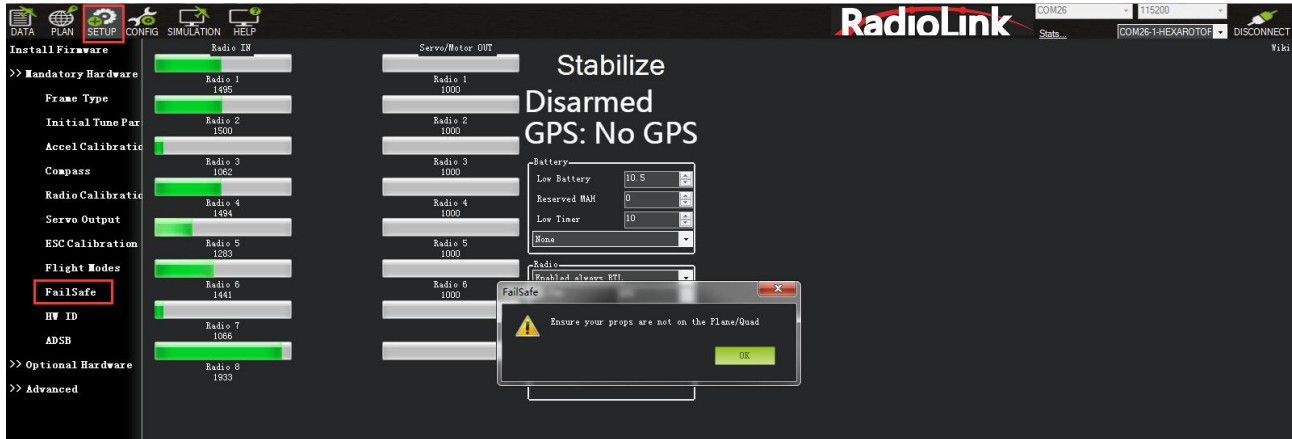 DATA PLAN SETUP CONFIG SIMULATION HELP
RadioLink
COM26 115200
Stats... COM26-1-HEXAROTOF DISCONNECT
Wiki
Install Firmware
>> Mandatory Hardware
Frame Type
Initial Tune Par
Accel Calibratio
Compass
Radio Calibratio
Servo Output
ESC Calibration
Flight Modes
FailSafe
HW ID
ADSB
>> Optional Hardware
>> Advanced
Radio IN
Radio 1
1495
Radio 2
1500
Radio 3
1062
Radio 4
1494
Radio 5
1283
Radio 6
1441
Radio 7
1066
Radio 8
1933
Servo/Motor OUT
Radio 1
1000
Radio 2
1000
Radio 3
1000
Radio 4
1000
Radio 5
1000
Radio 6
1000
Stabilize
Disarmed
GPS: No GPS
Battery
Low Battery 10.5
Reserved MAH 0
Low Timer 10
None
Radio
Enabled always RTL
FailSafe
Ensure your props are not on the Plane/Quad
OK